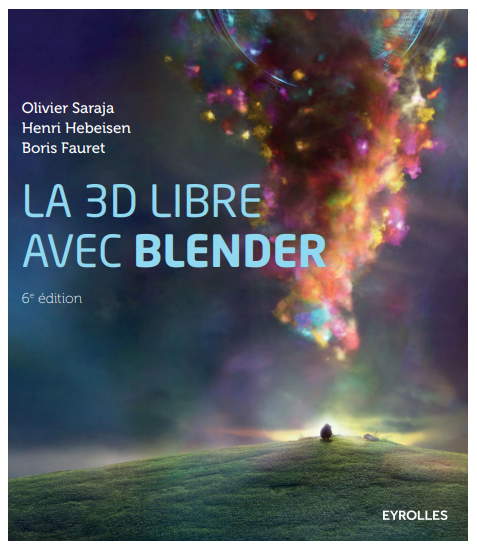 Olivier Saraja
Henri Hebeisen
Boris Fauret
LA 3D LIBRE
AVEC BLENDER
6e édition
EYROLLES